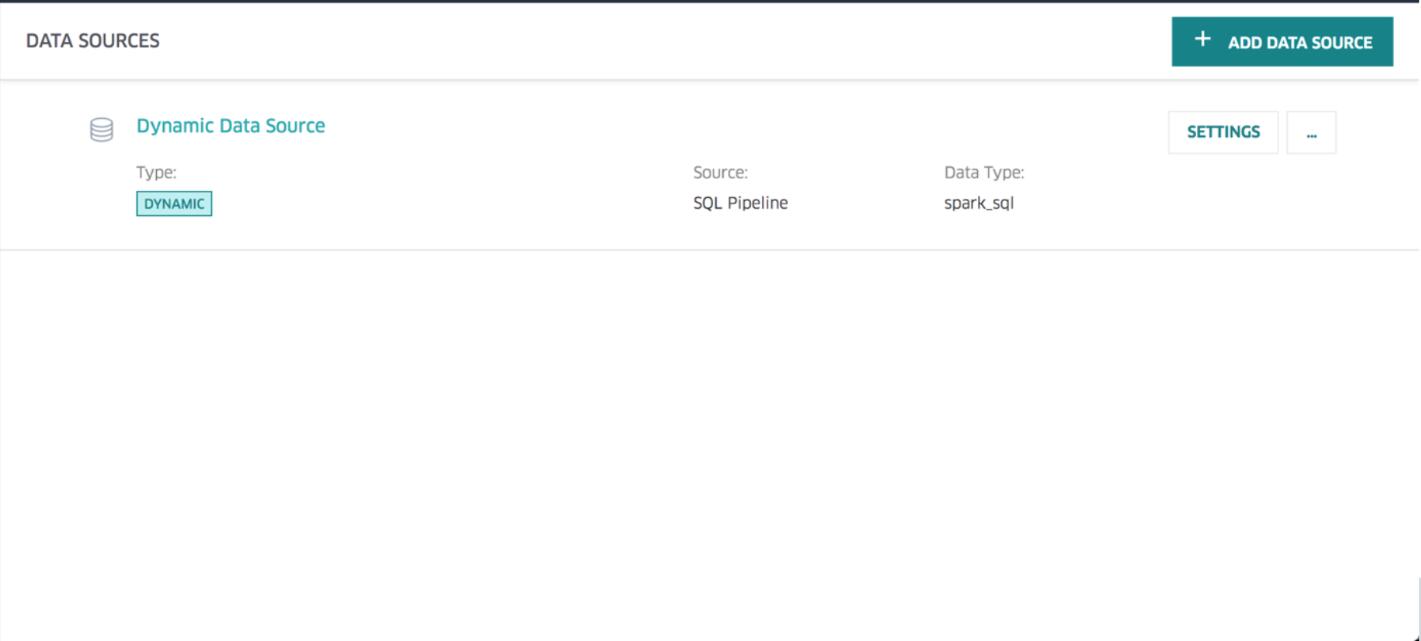 DATA SOURCES
+ ADD DATA SOURCE
Dynamic Data Source
SETTINGS
...
Type:
Source:
Data Type:
DYNAMIC
SQL Pipeline
spark_sql